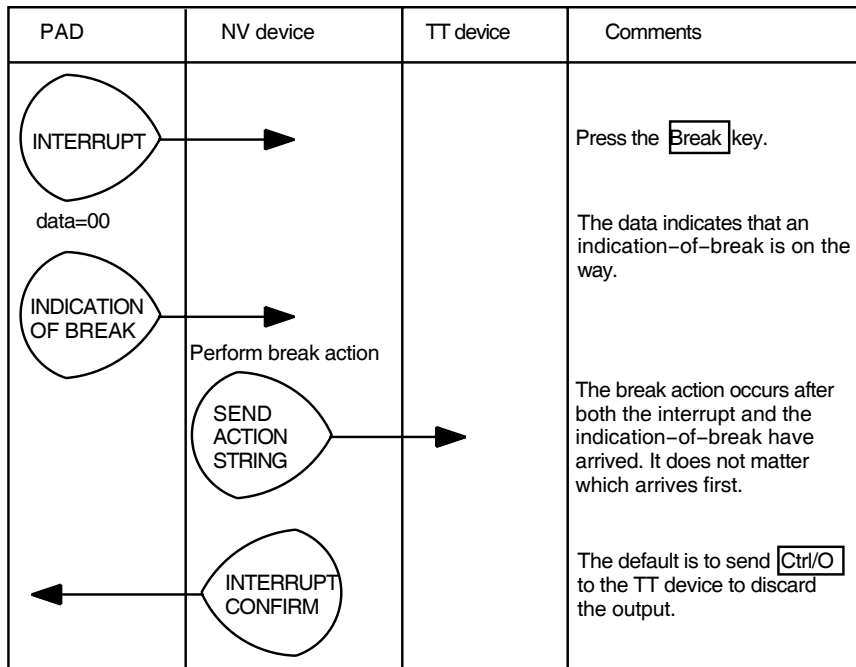 PAD
NV device
TT device
Comments
INTERRUPT
Press the Break key.
data=00
The data indicates that an
indication-of-break is on the
way.
INDICATION
OF BREAK
Perform break action
SEND
ACTION
STRING
The break action occurs after
both the interrupt and the
indication-of-break have
arrived. It does not matter
which arrives first.
INTERRUPT
CONFIRM
The default is to send Ctrl/O
to the TT device to discard
the output.